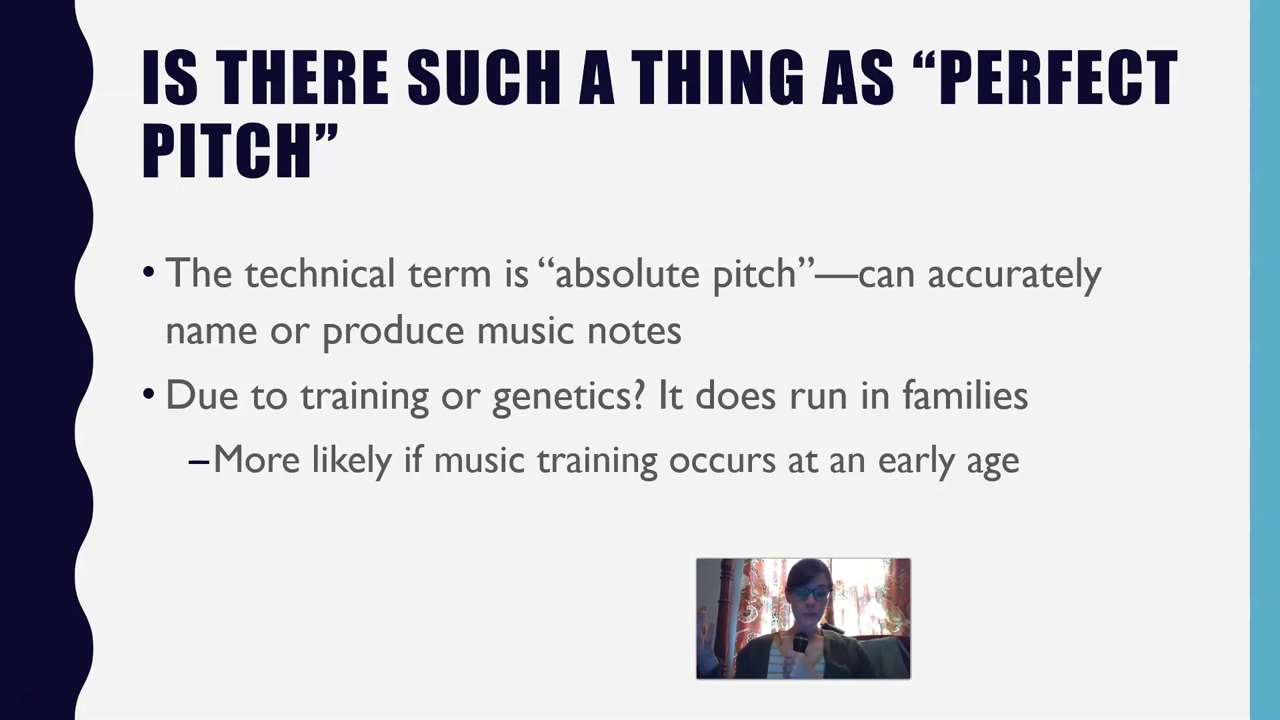 IS THERE SUCH A THING AS “PERFECT
PITCH”
• The technical term is “absolute pitch”—can accurately
name or produce music notes
• Due to training or genetics? It does run in families
–More likely if music training occurs at an early age